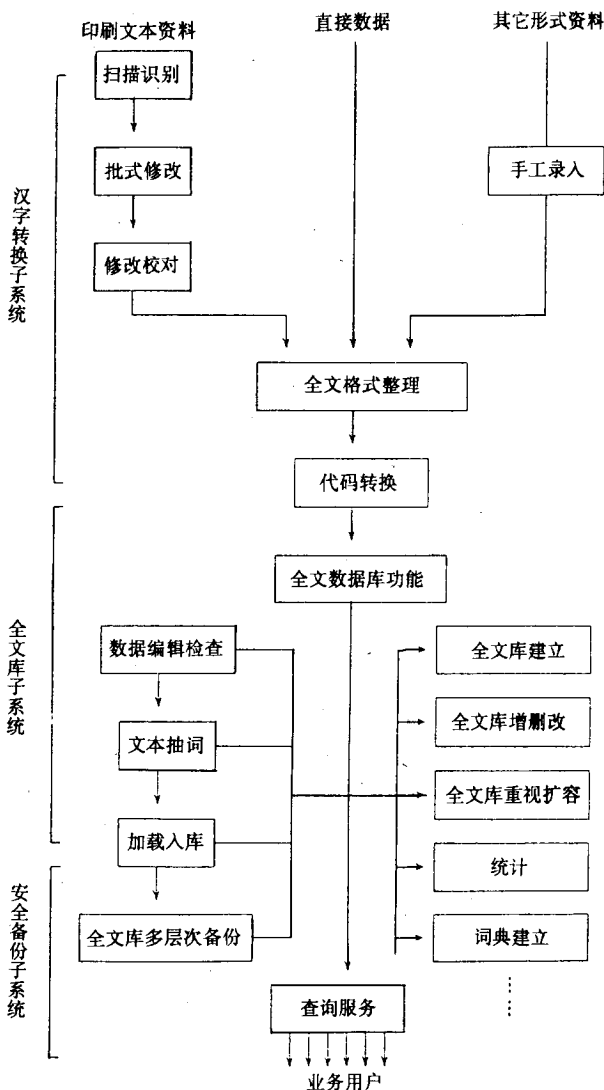 印刷文本资料
直接数据
其它形式资料
扫描识别
批式修改
手工录入
修改校对
汉字转换子系统
全文格式整理
代码转换
全文数据库功能
全文库子系统
数据编辑检查
全文库建立
文本抽词
全文库增删改
全文库重视扩容
加载入库
统计
安全备份子系统
全文库多层次备份
词典建立
查询服务
业务用户